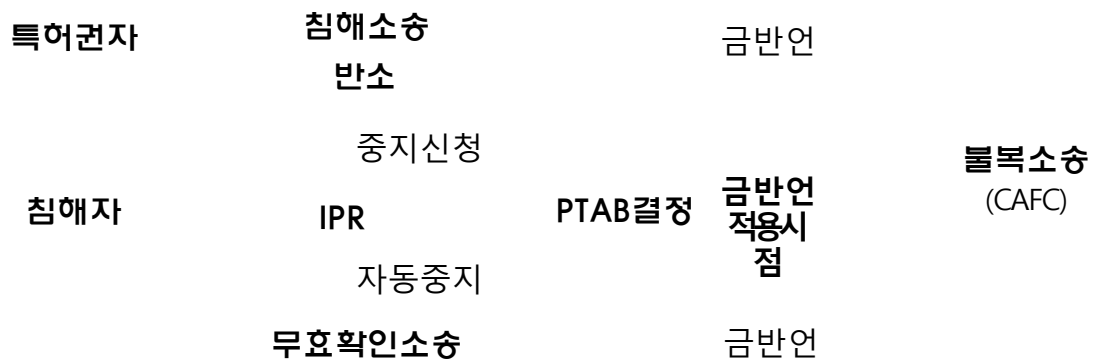 특허권자 침해소송 금반언
반소
중지신청
불복소송
침해자 IPR PTAB결정 금반언 (CAFC)
적용시
점
자동중지
무효확인소송 금반언